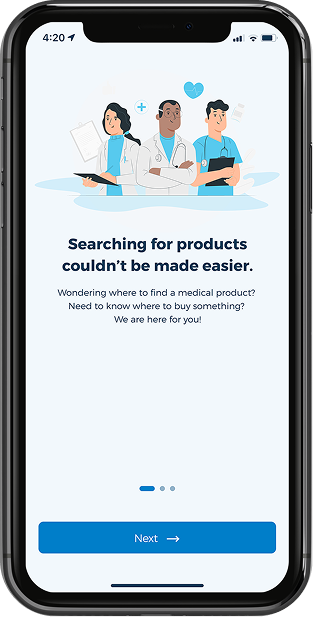 4:20
Searching for products
couldn't be made easier.
Wondering where to find a medical product?
Need to know where to buy something?
We are here for you!
Next →